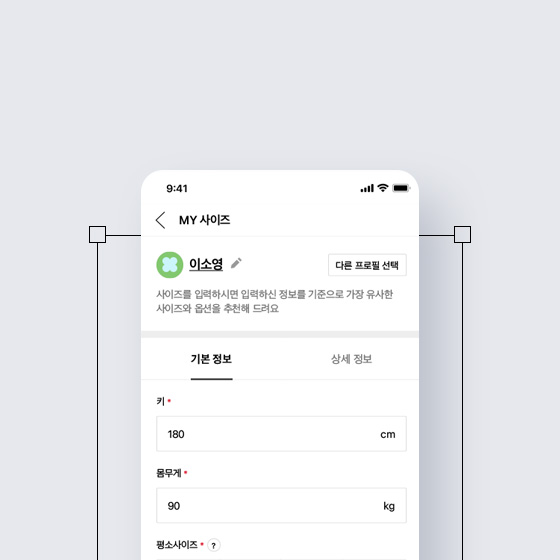 9:41
MY 사이즈
이소영
다른 프로필 선택
사이즈를 입력하시면 입력하신 정보를 기준으로 가장 유사한
사이즈와 옵션을 추천해 드려요
기본 정보 상세 정보
키 *
180 cm
몸무게 *
90 kg
평소사이즈 * ?